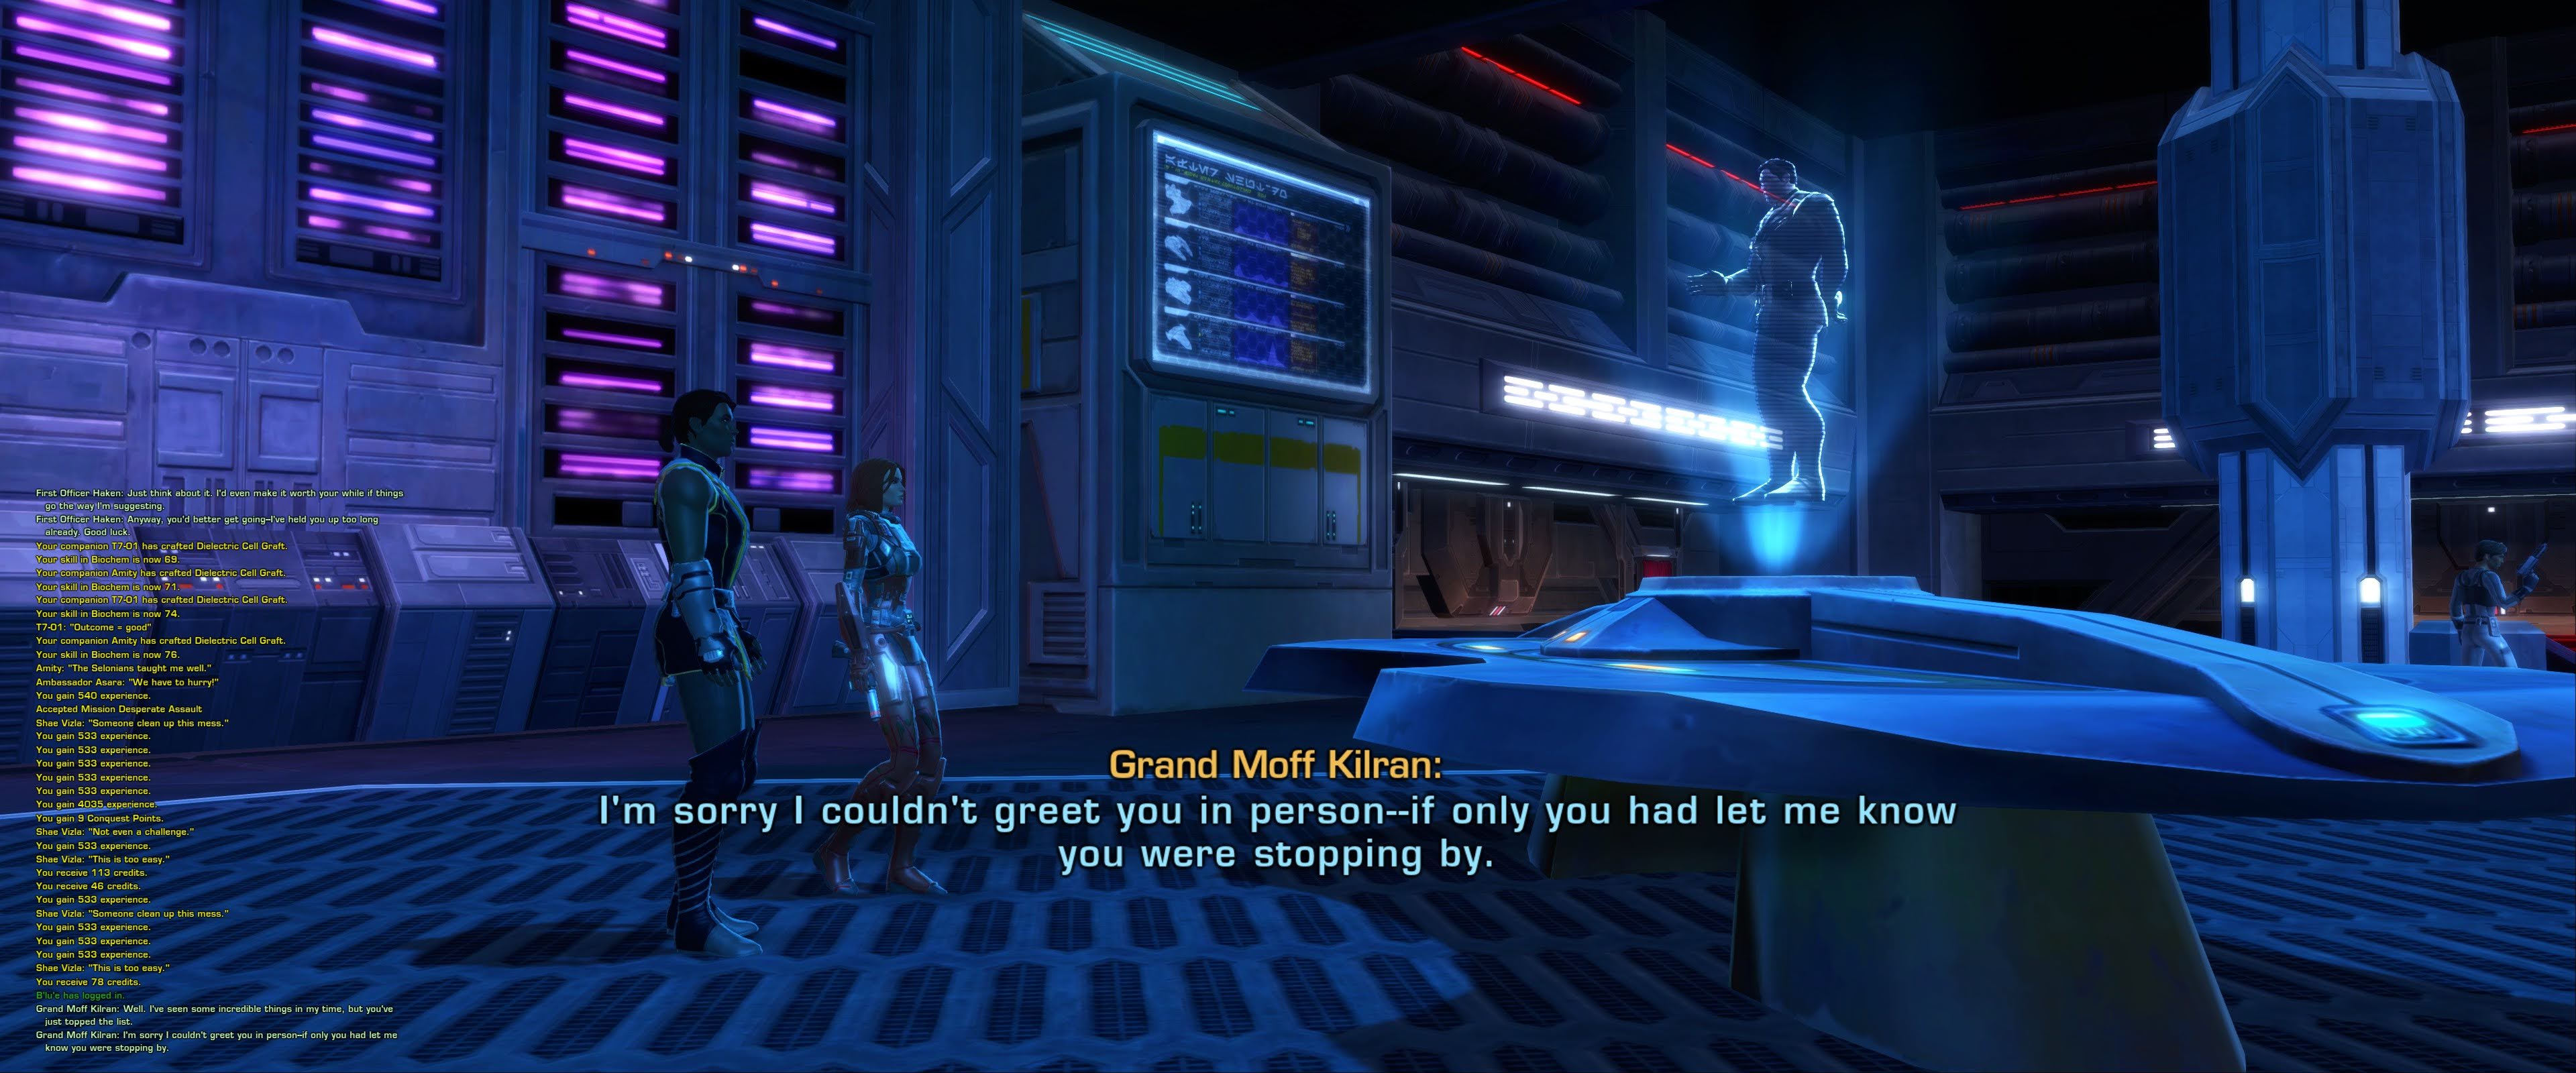 First Officer Haken: Just think about it. I'd even make it worth your while if things
go the way I'm suggesting.
First Officer Haken: Anyway, you'd better get going--I've held you up too long
already. Good luck.
Your companion T7-01 has crafted Dielectric Cell Graft.
Your skill in Biochem is now 69.
Your companion Amity has crafted Dielectric Cell Graft.
Your skill in Biochem is now 71.
Your companion T7-01 has crafted Dielectric Cell Graft.
Your skill in Biochem is now 74.
T7-01: "Outcome = good"
Your companion Amity has crafted Dielectric Cell Graft.
Your skill in Biochem is now 76.
Amity: "The Selonians taught me well."
Ambassador Asara: "We have to hurry!"
You gain 540 experience.
Accepted Mission Desperate Assault
Shae Vizla: "Someone clean up this mess."
You gain 533 experience.
You gain 533 experience.
You gain 533 experience.
You gain 533 experience.
You gain 533 experience.
You gain 4035 experience.
You gain 9 Conquest Points.
Shae Vizla: "Not even a challenge."
You gain 533 experience.
Shae Vizla: "This is too easy."
You receive 113 credits.
You receive 46 credits.
You gain 533 experience.
Shae Vizla: "Someone clean up this mess."
You gain 533 experience.
You gain 533 experience.
You gain 533 experience.
Shae Vizla: "This is too easy."
You receive 78 credits.
B'lu'e has logged in.
Grand Moff Kilran: Well. I've seen some incredible things in my time, but you've
just topped the list.
Grand Moff Kilran: I'm sorry I couldn't greet you in person--if only you had let me
know you were stopping by.
Grand Moff Kilran:
I'm sorry I couldn't greet you in person--if only you had let me know
you were stopping by.